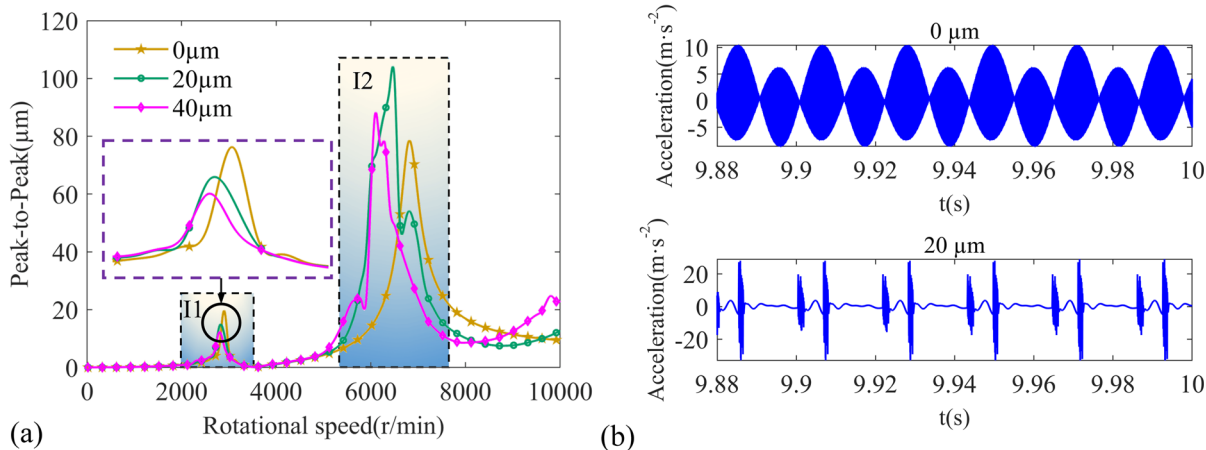 120
100
80
60
40
20
0
Peak-to-Peak(μm)
0μm
20μm
40μm
I2
I1
0
2000
4000
6000
8000
10000
Rotational speed(r/min)
(a)
0 μm
Acceleration(m·s⁻²)
10
5
0
-5
9.88
9.9
9.92
9.94
9.96
9.98
10
t(s)
20 μm
Acceleration(m·s⁻²)
20
0
-20
9.88
9.9
9.92
9.94
9.96
9.98
10
t(s)
(b)